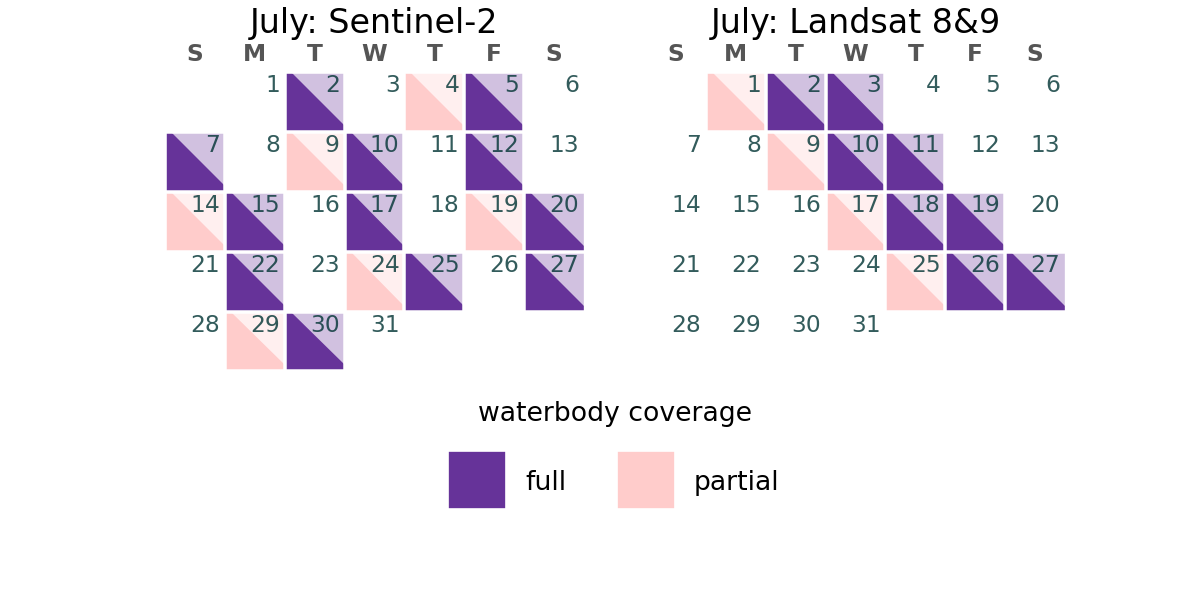 July: Sentinel-2
S M T W T F S
1 2 3 4 5 6
7 8 9 10 11 12 13
14 15 16 17 18 19 20
21 22 23 24 25 26 27
28 29 30 31
July: Landsat 8&9
S M T W T F S
1 2 3 4 5 6
7 8 9 10 11 12 13
14 15 16 17 18 19 20
21 22 23 24 25 26 27
28 29 30 31
waterbody coverage
full partial